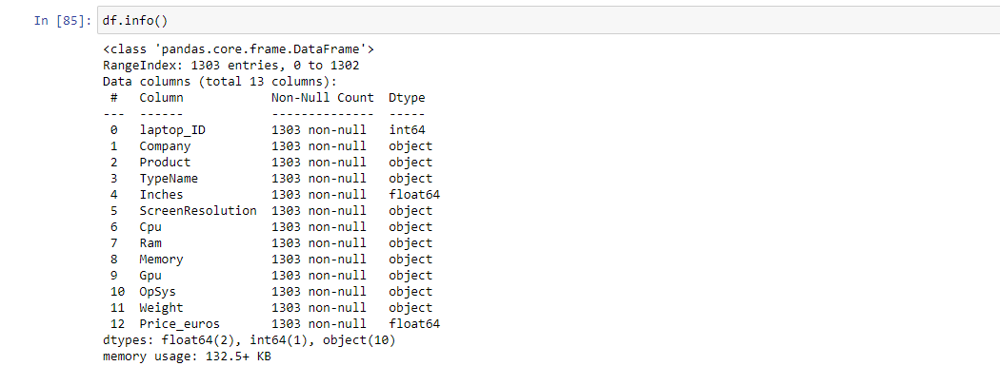 In [85]: df.info()
<class 'pandas.core.frame.DataFrame'>
RangeIndex: 1303 entries, 0 to 1302
Data columns (total 13 columns):
 #   Column            Non-Null Count  Dtype
---  ------            --------------  -----
 0   laptop_ID         1303 non-null   int64
 1   Company           1303 non-null   object
 2   Product           1303 non-null   object
 3   TypeName          1303 non-null   object
 4   Inches            1303 non-null   float64
 5   ScreenResolution  1303 non-null   object
 6   Cpu               1303 non-null   object
 7   Ram               1303 non-null   object
 8   Memory            1303 non-null   object
 9   Gpu               1303 non-null   object
 10  OpSys             1303 non-null   object
 11  Weight            1303 non-null   object
 12  Price_euros       1303 non-null   float64
dtypes: float64(2), int64(1), object(10)
memory usage: 132.5+ KB